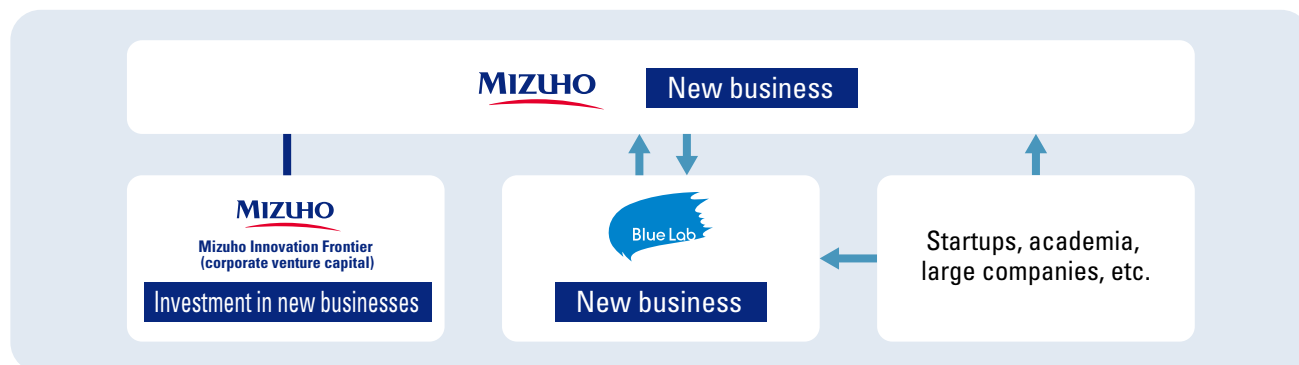 MIZUHO
New business
MIZUHO
Mizuho Innovation Frontier
(corporate venture capital)
Investment in new businesses
Blue Lab
New business
Startups, academia,
large companies, etc.